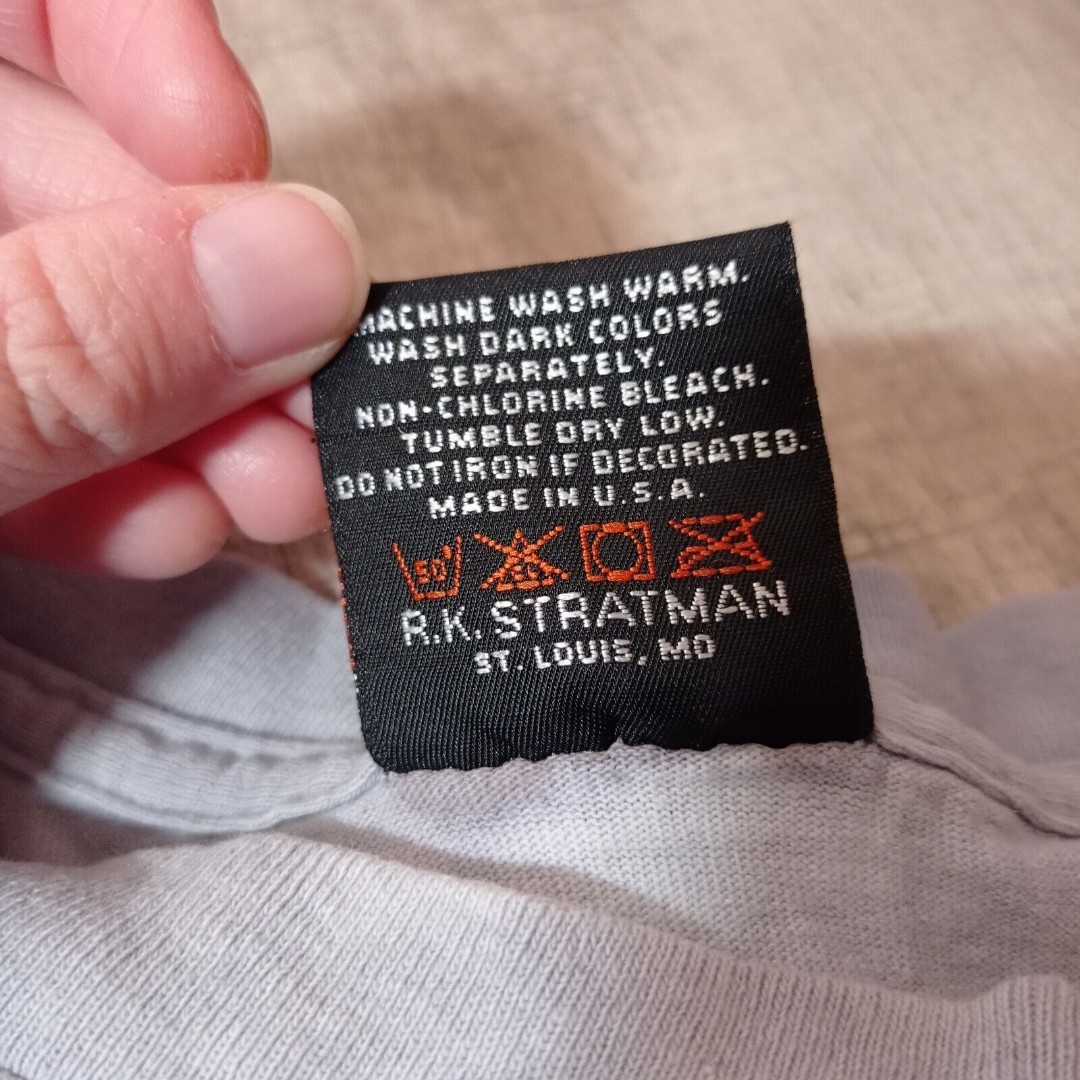 MACHINE WASH WARM.
WASH DARK COLORS
SEPARATELY.
NON-CHLORINE BLEACH.
TUMBLE DRY LOW.
DO NOT IRON IF DECORATED.
MADE IN U.S.A.
50°
R.K. STRATMAN
ST. LOUIS, MO